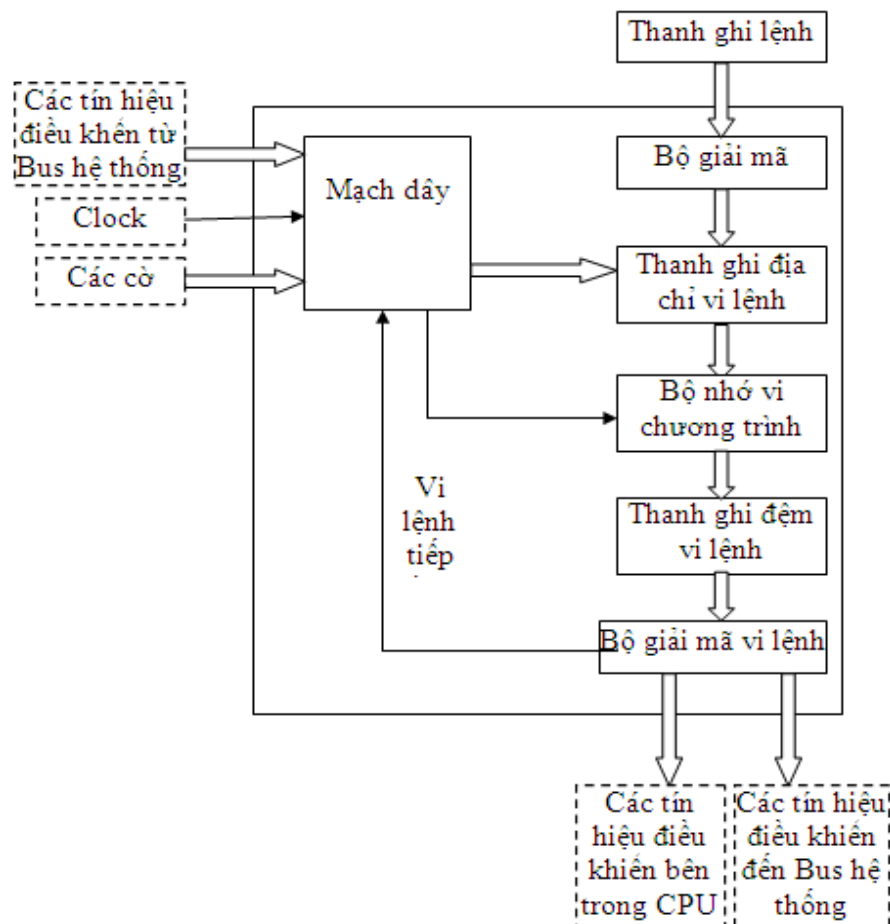 Thanh ghi lệnh
Các tín hiệu
điều khển từ
Bus hệ thống
Mạch dây
Bộ giải mã
Clock
Các cờ
Thanh ghi địa
chỉ vi lệnh
Bộ nhớ vi
chương trình
Vi
lệnh
tiếp
Thanh ghi đệm
vi lệnh
Bộ giải mã vi lệnh
Các tín
hiệu điều
khiển bên
trong CPU
Các tín hiệu
điều khiển
đến Bus hệ
thống